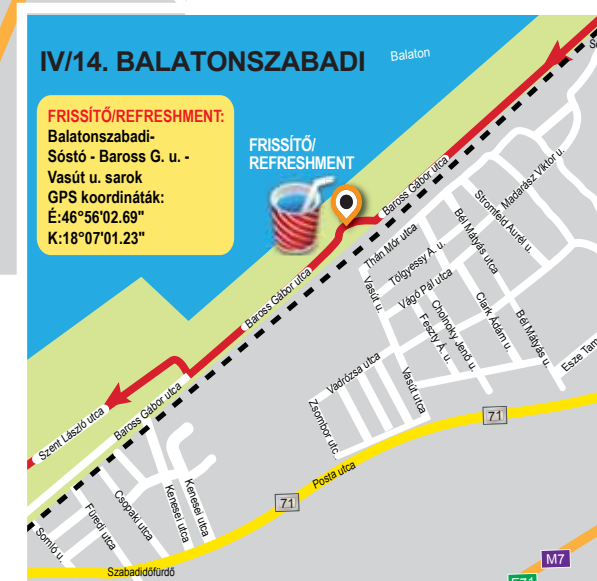 IV/14. BALATONSZABADI
Balaton
FRISSÍTŐ/REFRESHMENT:
Balatonszabadi-
Sóstó - Baross G. u. -
Vasút u. sarok
GPS koordináták:
É:46°56'02.69"
K:18°07'01.23"
FRISSÍTŐ/
REFRESHMENT
Baross Gábor utca
Madarász Viktor u.
Stromfeld Aurél u.
Bél Mátyás utca
Thán Mór utca
Tölgyessy A. u.
Vasút u.
Vágó Pál utca
Cholnoky Jenő u.
Feszty Á. u.
Clark Ádám u.
Bél Mátyás u.
Esze Tam
Baross Gábor utca
Vadrózsa utca
Vasút utca
Zsombor utc
71
Szent László utca
Baross Gábor utca
Posta utca
71
Somló u.
Füredi utca
Csopaki utca
Kenesei utca
Kenesei utca
Szabadidőfürdő
M7
E71